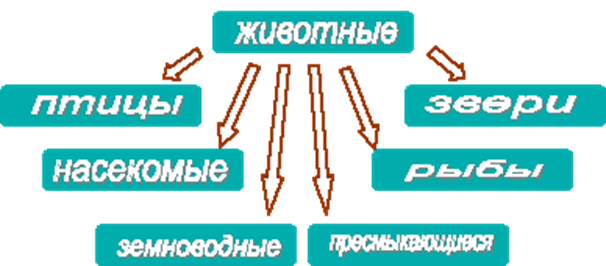 животные
птицы
звери
насекомые
рыбы
земноводные
пресмыкающиеся